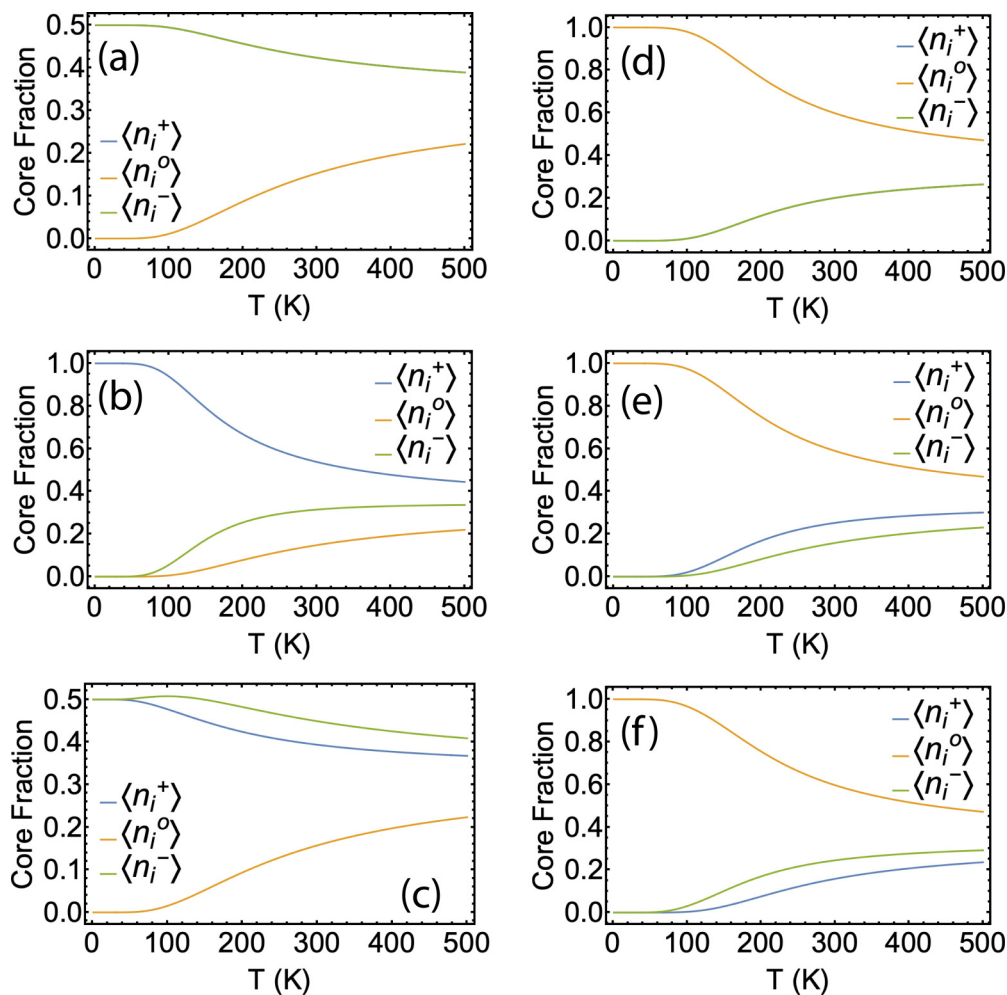 (a)
Core Fraction
0.5
0.4
0.3
0.2
0.1
0.0
⟨nᵢ⁺⟩
⟨nᵢᵒ⟩
⟨nᵢ⁻⟩
0 100 200 300 400 500
T (K)
(d)
Core Fraction
1.0
0.8
0.6
0.4
0.2
0.0
⟨nᵢ⁺⟩
⟨nᵢᵒ⟩
⟨nᵢ⁻⟩
0 100 200 300 400 500
T (K)
(b)
Core Fraction
1.0
0.8
0.6
0.4
0.2
0.0
⟨nᵢ⁺⟩
⟨nᵢᵒ⟩
⟨nᵢ⁻⟩
0 100 200 300 400 500
T (K)
(e)
Core Fraction
1.0
0.8
0.6
0.4
0.2
0.0
⟨nᵢ⁺⟩
⟨nᵢᵒ⟩
⟨nᵢ⁻⟩
0 100 200 300 400 500
T (K)
(c)
Core Fraction
0.5
0.4
0.3
0.2
0.1
0.0
⟨nᵢ⁺⟩
⟨nᵢᵒ⟩
⟨nᵢ⁻⟩
0 100 200 300 400 500
T (K)
(f)
Core Fraction
1.0
0.8
0.6
0.4
0.2
0.0
⟨nᵢ⁺⟩
⟨nᵢᵒ⟩
⟨nᵢ⁻⟩
0 100 200 300 400 500
T (K)